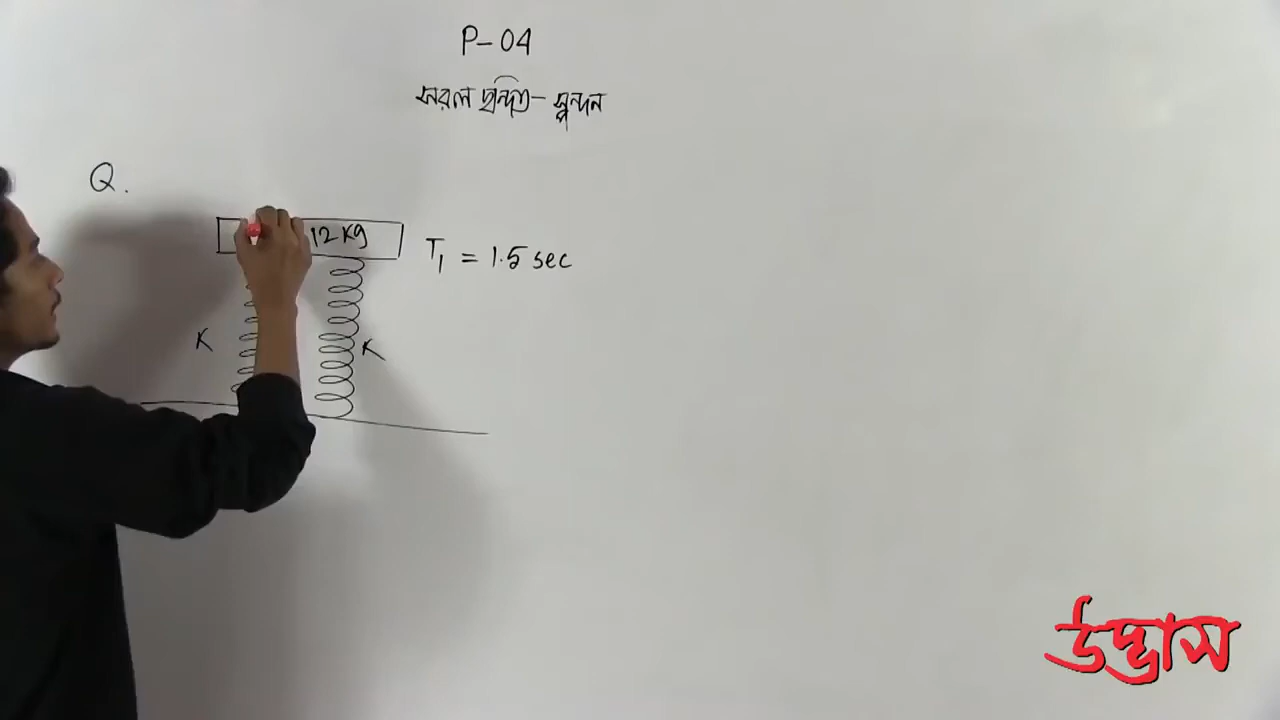 P-04
সরল ছন্দিত-স্পন্দন
Q.
12 Kg
T1 = 1.5 sec
K
K
উদ্ভাস